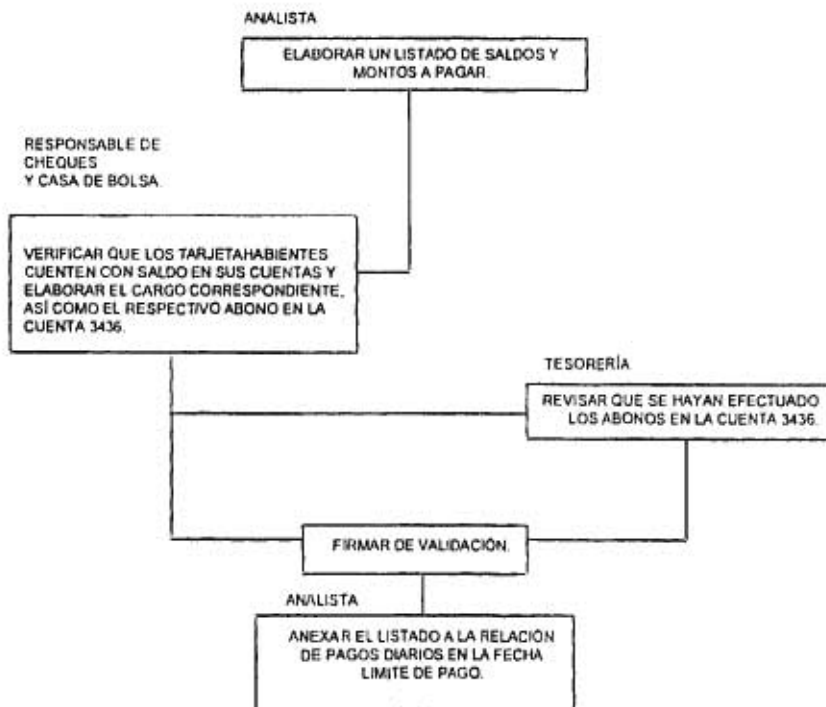 ANALISTA
ELABORAR UN LISTADO DE SALDOS Y
MONTOS A PAGAR.
RESPONSABLE DE
CHEQUES
Y CASA DE BOLSA.
VERIFICAR QUE LOS TARJETAHABIENTES
CUENTEN CON SALDO EN SUS CUENTAS Y
ELABORAR EL CARGO CORRESPONDIENTE,
ASÍ COMO EL RESPECTIVO ABONO EN LA
CUENTA 3436.
TESORERÍA
REVISAR QUE SE HAYAN EFECTUADO
LOS ABONOS EN LA CUENTA 3436.
FIRMAR DE VALIDACIÓN.
ANALISTA
ANEXAR EL LISTADO A LA RELACIÓN
DE PAGOS DIARIOS EN LA FECHA
LIMITE DE PAGO.